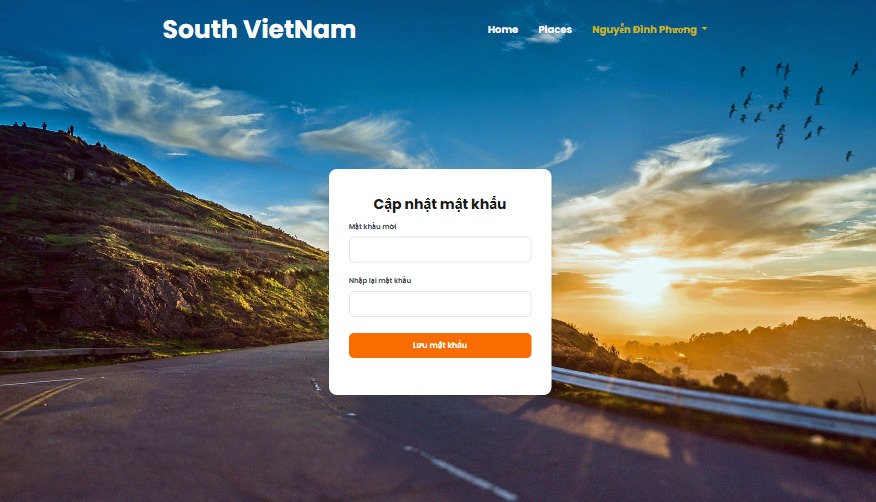 South VietNam
Home
Places
Nguyễn Đình Phương
Cập nhật mật khẩu
Mật khẩu mới
Nhập lại mật khẩu
Lưu mật khẩu